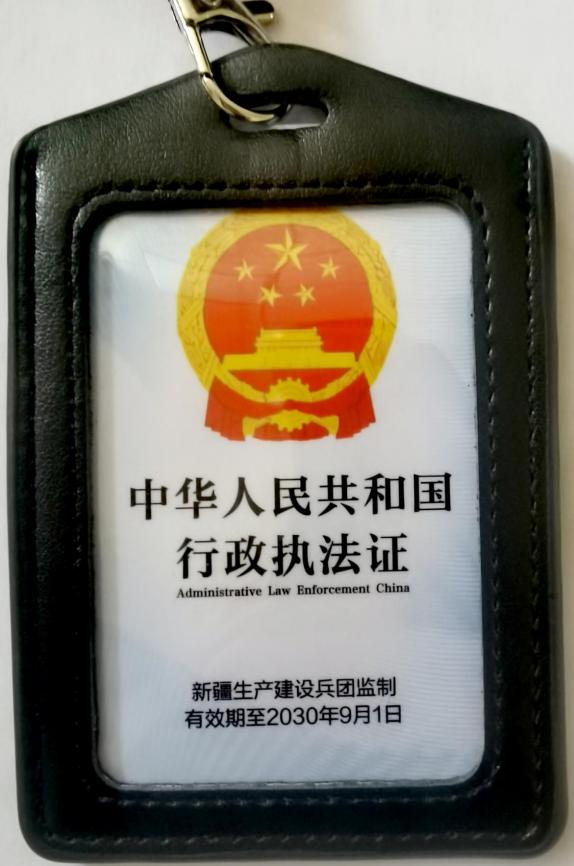 中华人民共和国
行政执法证
Administrative Law Enforcement China
新疆生产建设兵团监制
有效期至2030年9月1日